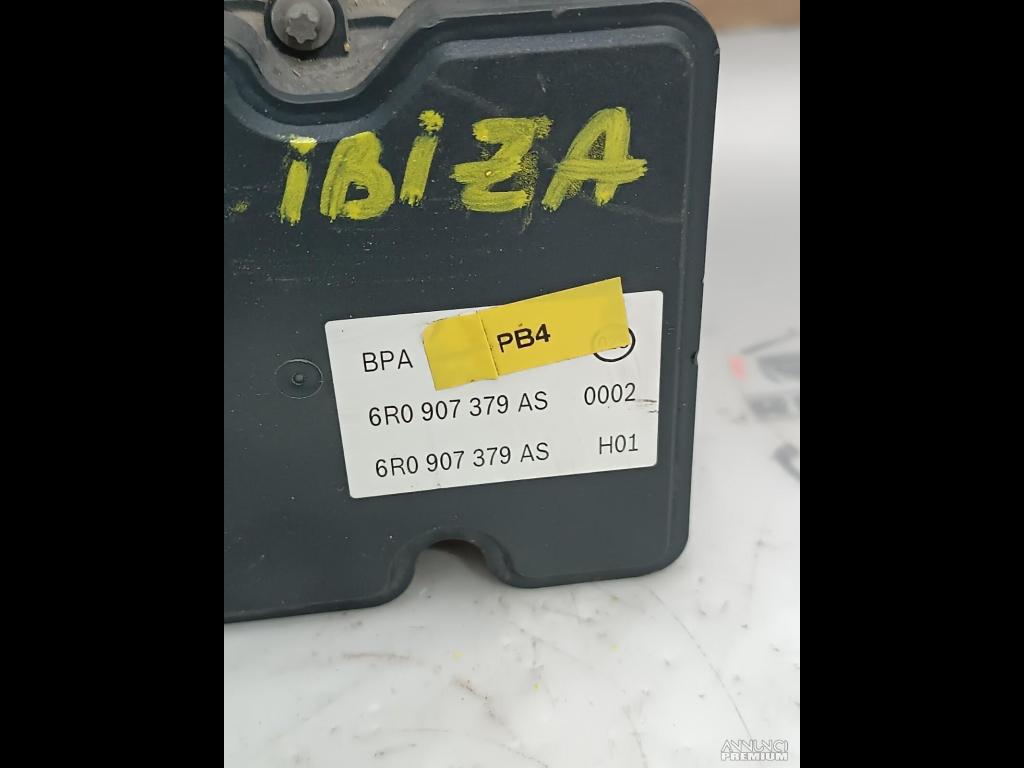 iBiZA
BPA PB4
6R0 907 379 AS 0002
6R0 907 379 AS H01
ANNUNCI
PREMIUM